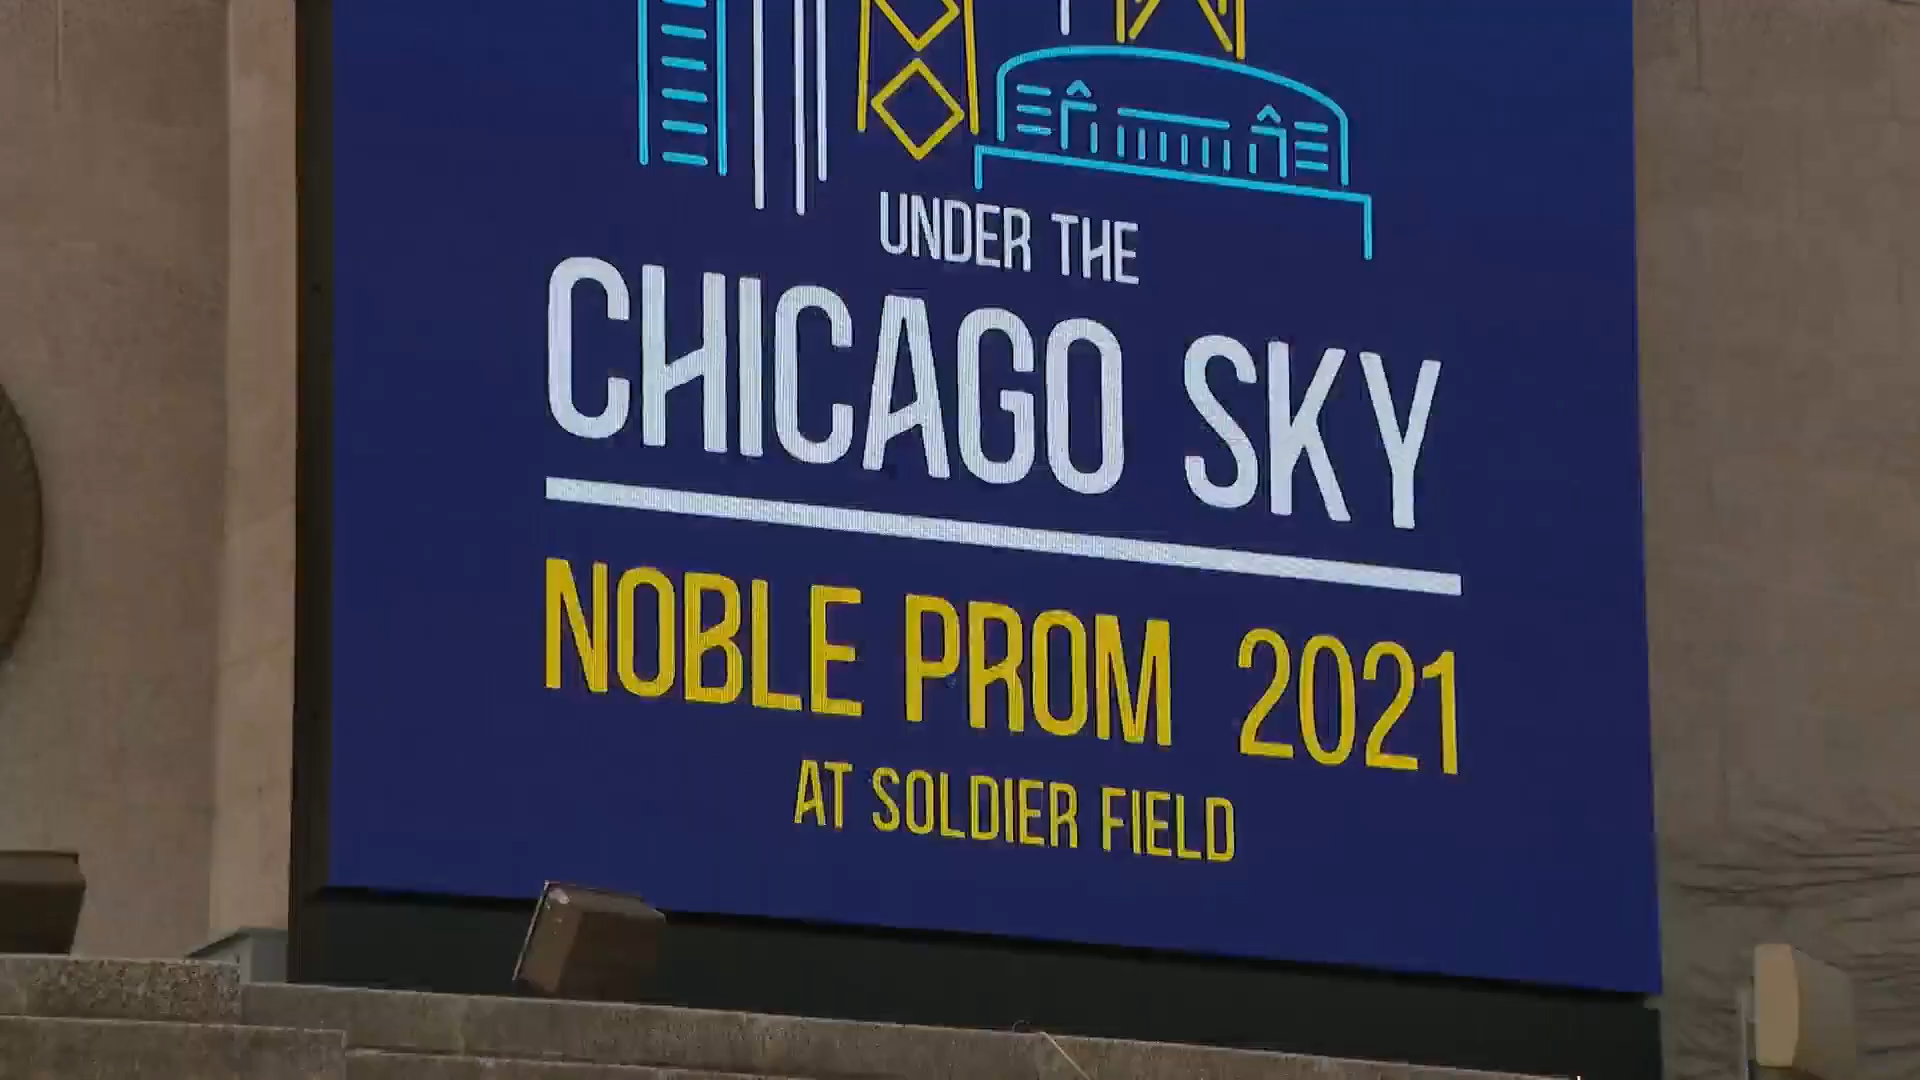 UNDER THE
CHICAGO SKY
NOBLE PROM 2021
AT SOLDIER FIELD